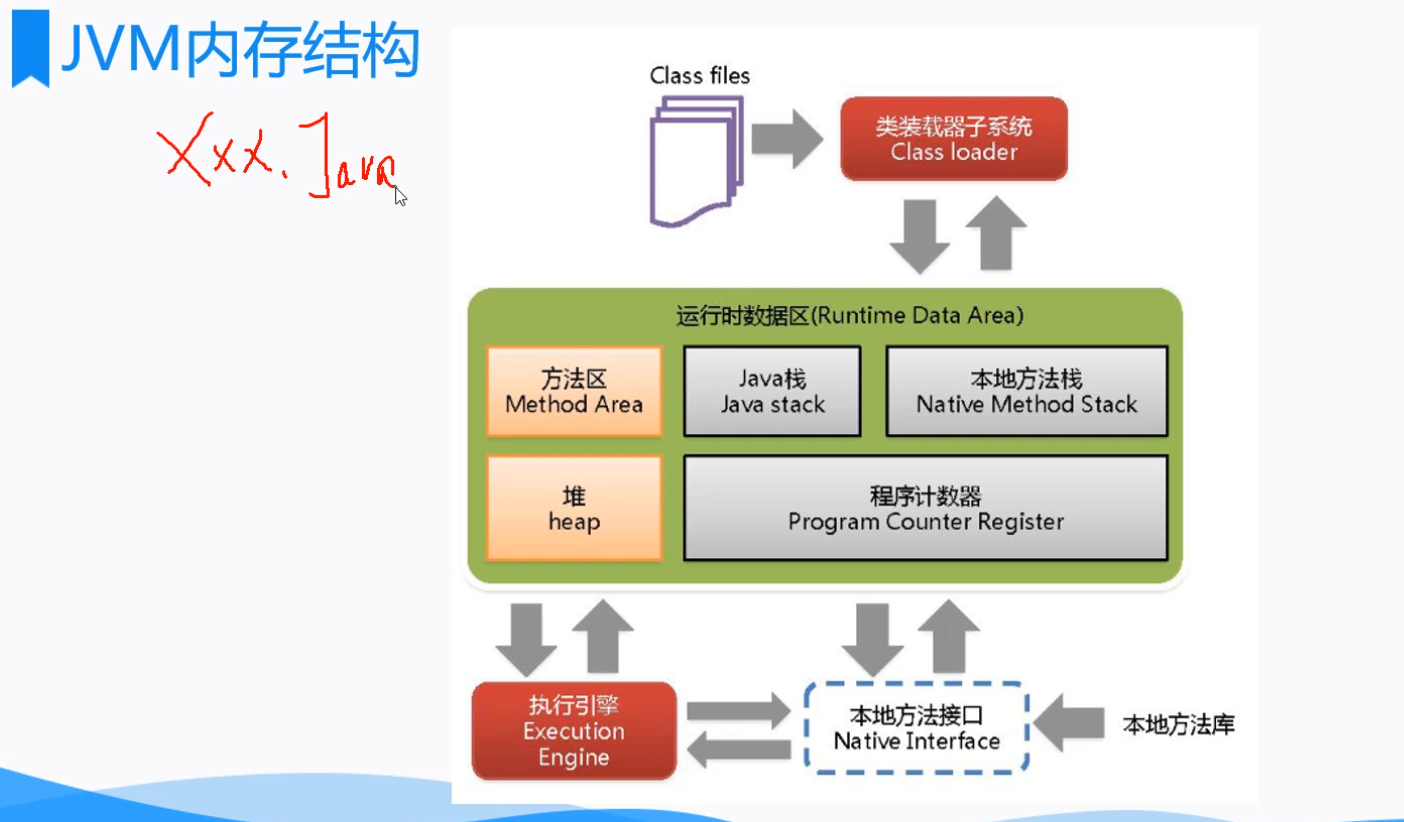 JVM内存结构
Xxx.Java
Class files
类装载器子系统
Class loader
运行时数据区(Runtime Data Area)
方法区
Method Area
Java栈
Java stack
本地方法栈
Native Method Stack
堆
heap
程序计数器
Program Counter Register
执行引擎
Execution
Engine
本地方法接口
Native Interface
本地方法库